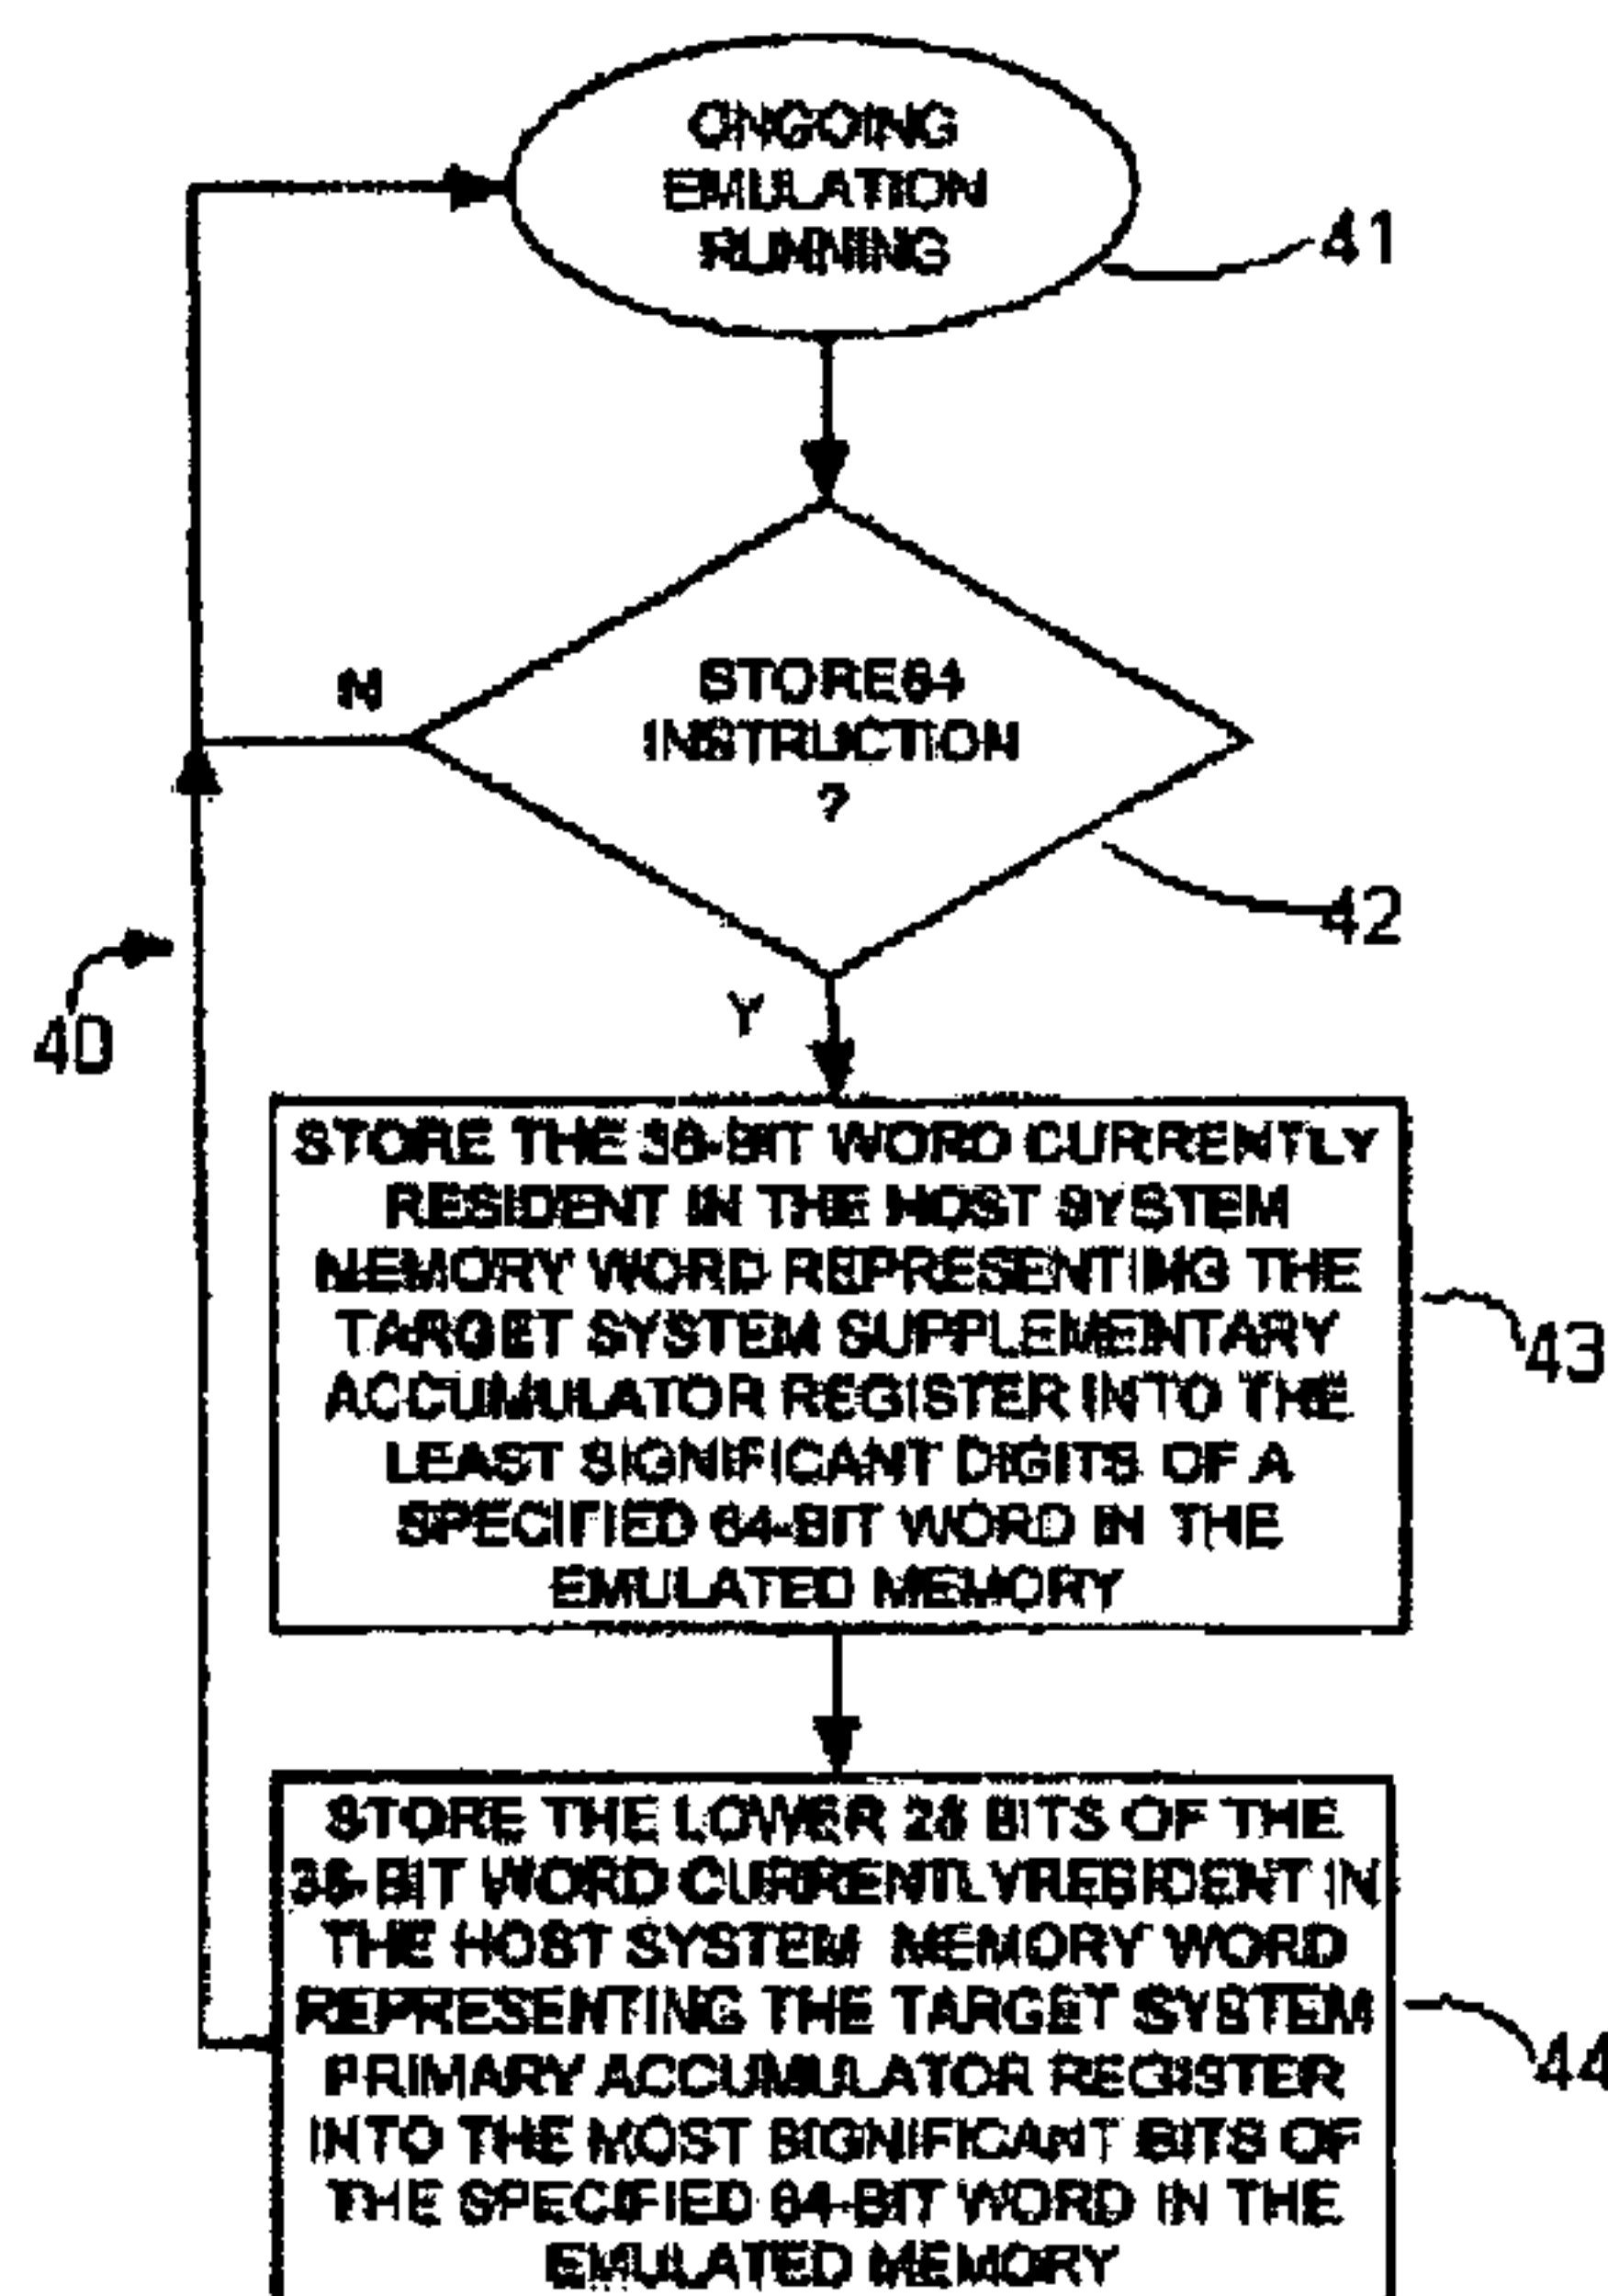 ONGOING
EMULATION
RUNNING
41
STORE64
INSTRUCTION
?
N
42
Y
40
STORE THE 36-BIT WORD CURRENTLY
RESIDENT IN THE HOST SYSTEM
MEMORY WORD REPRESENTING THE
TARGET SYSTEM SUPPLEMENTARY
ACCUMULATOR REGISTER INTO THE
LEAST SIGNIFICANT DIGITS OF A
SPECIFIED 64-BIT WORD IN THE
EMULATED MEMORY
43
STORE THE LOWER 28 BITS OF THE
36-BIT WORD CURRENTLY RESIDENT IN
THE HOST SYSTEM MEMORY WORD
REPRESENTING THE TARGET SYSTEM
PRIMARY ACCUMULATOR REGISTER
INTO THE MOST SIGNIFICANT BITS OF
THE SPECIFIED 64-BIT WORD IN THE
EMULATED MEMORY
44